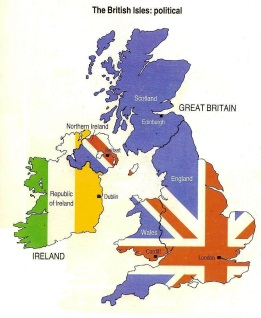 The British Isles: political
Scotland
GREAT BRITAIN
Edinburgh
Northern Ireland
Belfast
England
Republic
of Ireland
Dublin
Wales
IRELAND
Cardiff
London